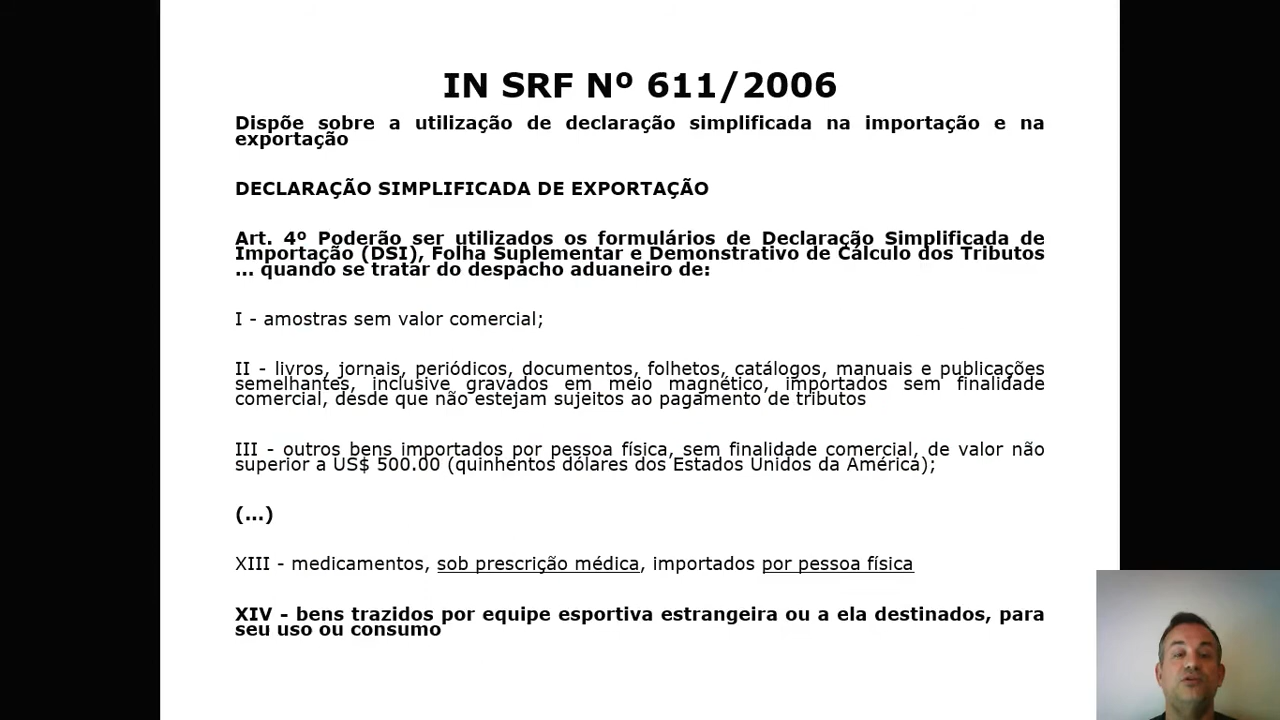 IN SRF Nº 611/2006
Dispõe sobre a utilização de declaração simplificada na importação e na
exportação
DECLARAÇÃO SIMPLIFICADA DE EXPORTAÇÃO
Art. 4º Poderão ser utilizados os formulários de Declaração Simplificada de
Importação (DSI), Folha Suplementar e Demonstrativo de Cálculo dos Tributos
... quando se tratar do despacho aduaneiro de:
I - amostras sem valor comercial;
II - livros, jornais, periódicos, documentos, folhetos, catálogos, manuais e publicações
semelhantes, inclusive gravados em meio magnético, importados sem finalidade
comercial, desde que não estejam sujeitos ao pagamento de tributos
III - outros bens importados por pessoa física, sem finalidade comercial, de valor não
superior a US$ 500.00 (quinhentos dólares dos Estados Unidos da América);
(...)
XIII - medicamentos, sob prescrição médica, importados por pessoa física
XIV - bens trazidos por equipe esportiva estrangeira ou a ela destinados, para
seu uso ou consumo